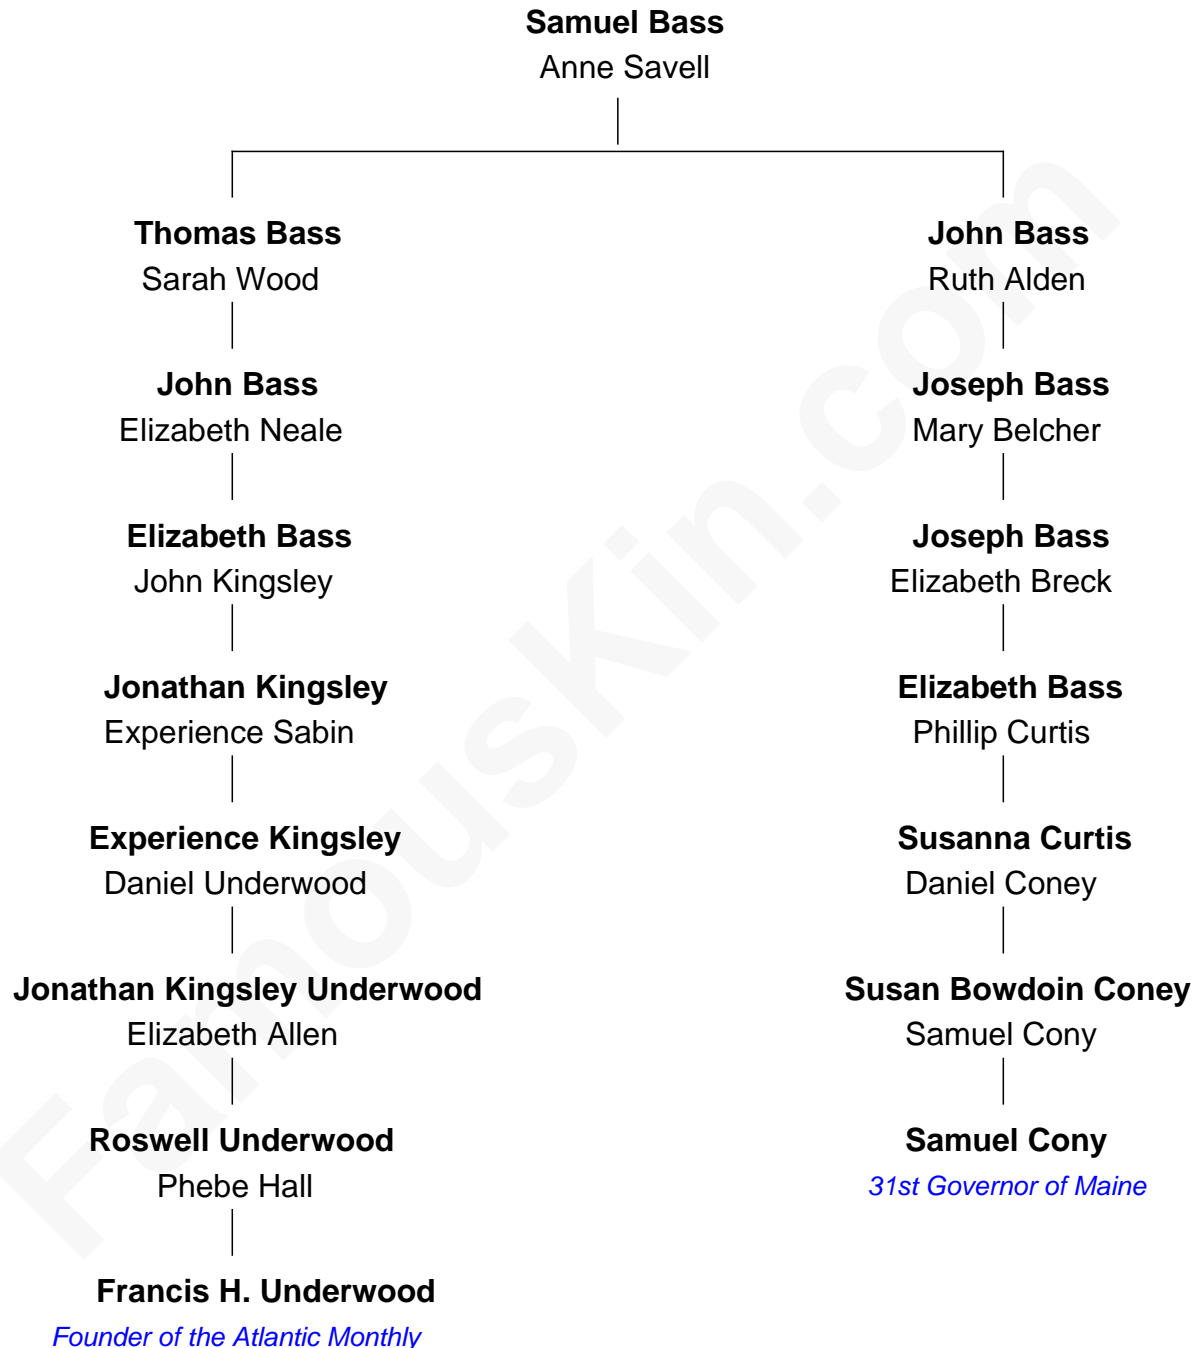 Samuel Bass
Anne Savell
Thomas Bass
Sarah Wood
John Bass
Elizabeth Neale
Elizabeth Bass
John Kingsley
Jonathan Kingsley
Experience Sabin
Experience Kingsley
Daniel Underwood
Jonathan Kingsley Underwood
Elizabeth Allen
Roswell Underwood
Phebe Hall
Francis H. Underwood
Founder of the Atlantic Monthly
John Bass
Ruth Alden
Joseph Bass
Mary Belcher
Joseph Bass
Elizabeth Breck
Elizabeth Bass
Phillip Curtis
Susanna Curtis
Daniel Coney
Susan Bowdoin Coney
Samuel Cony
Samuel Cony
31st Governor of Maine
FamousKin.com